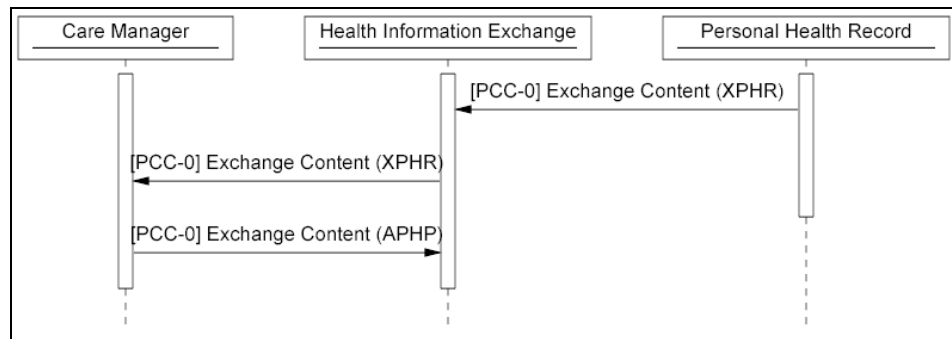 Care Manager
Health Information Exchange
Personal Health Record
[PCC-0] Exchange Content (XPHR)
[PCC-0] Exchange Content (XPHR)
[PCC-0] Exchange Content (APHP)